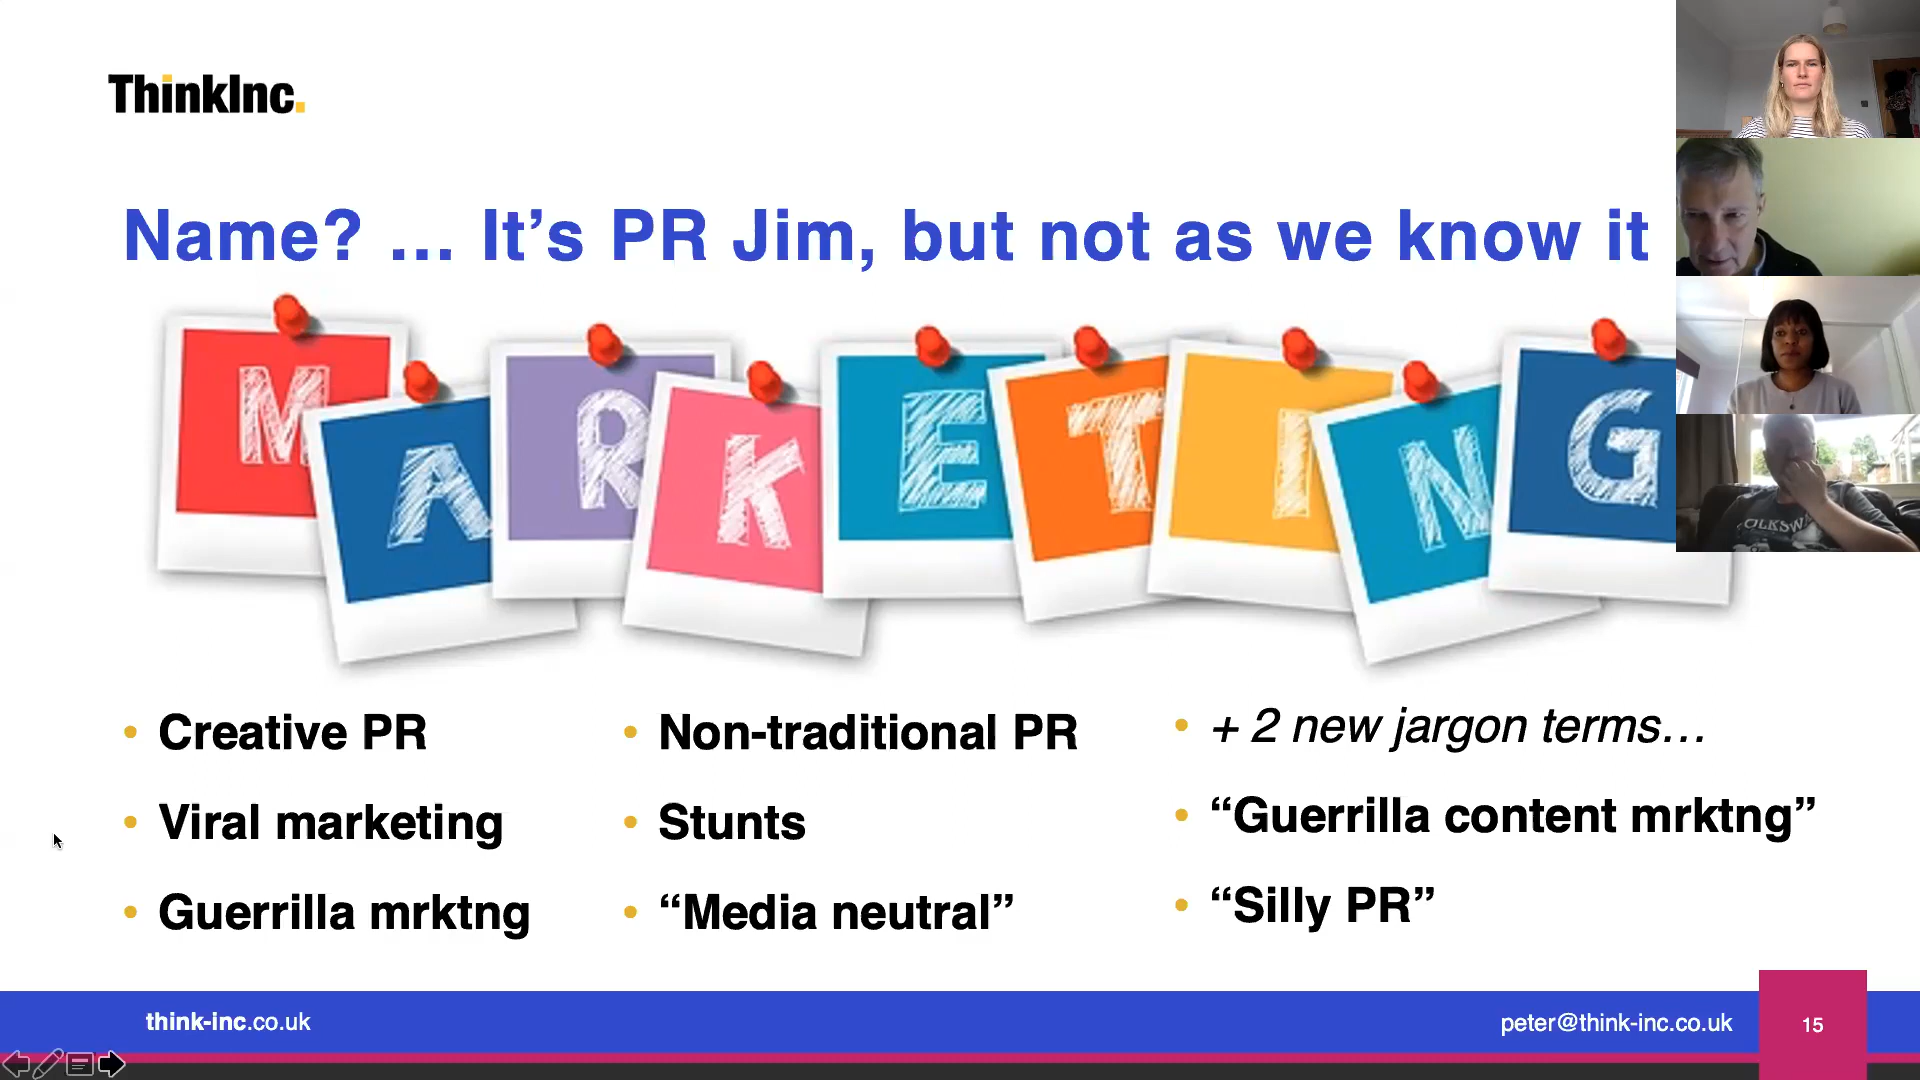 ThinkInc.
Name? ... It’s PR Jim, but not as we know it
MARKETING
• Creative PR
• Viral marketing
• Guerrilla mrktng
• Non-traditional PR
• Stunts
• “Media neutral”
• + 2 new jargon terms...
• “Guerrilla content mrktng”
• “Silly PR”
think-inc.co.uk
peter@think-inc.co.uk
15